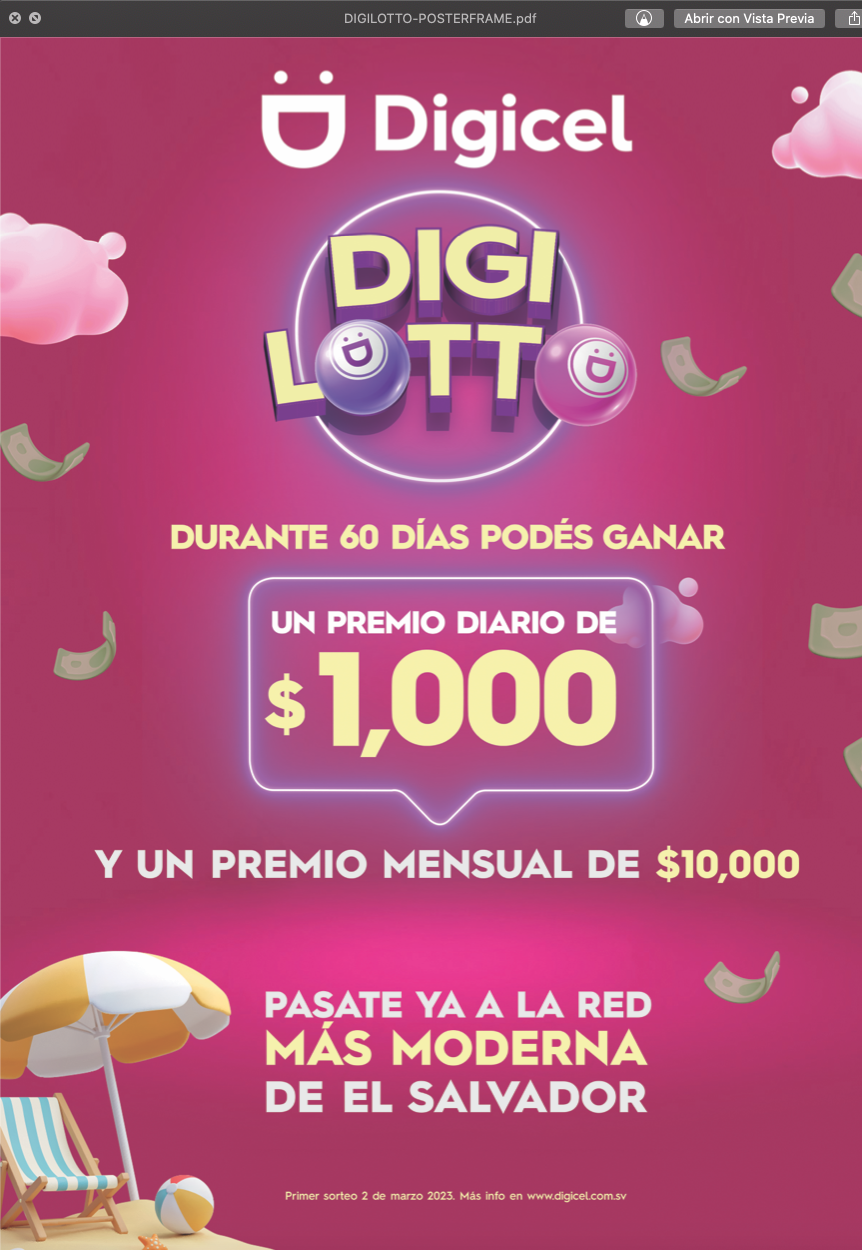 DIGILOTTO-POSTERFRAME.pdf
Abrir con Vista Previa
Digicel
DIGI
LOTTO
DURANTE 60 DÍAS PODÉS GANAR
UN PREMIO DIARIO DE
$1,000
Y UN PREMIO MENSUAL DE $10,000
PASATE YA A LA RED
MÁS MODERNA
DE EL SALVADOR
Primer sorteo 2 de marzo 2023. Más info en www.digicel.com.sv